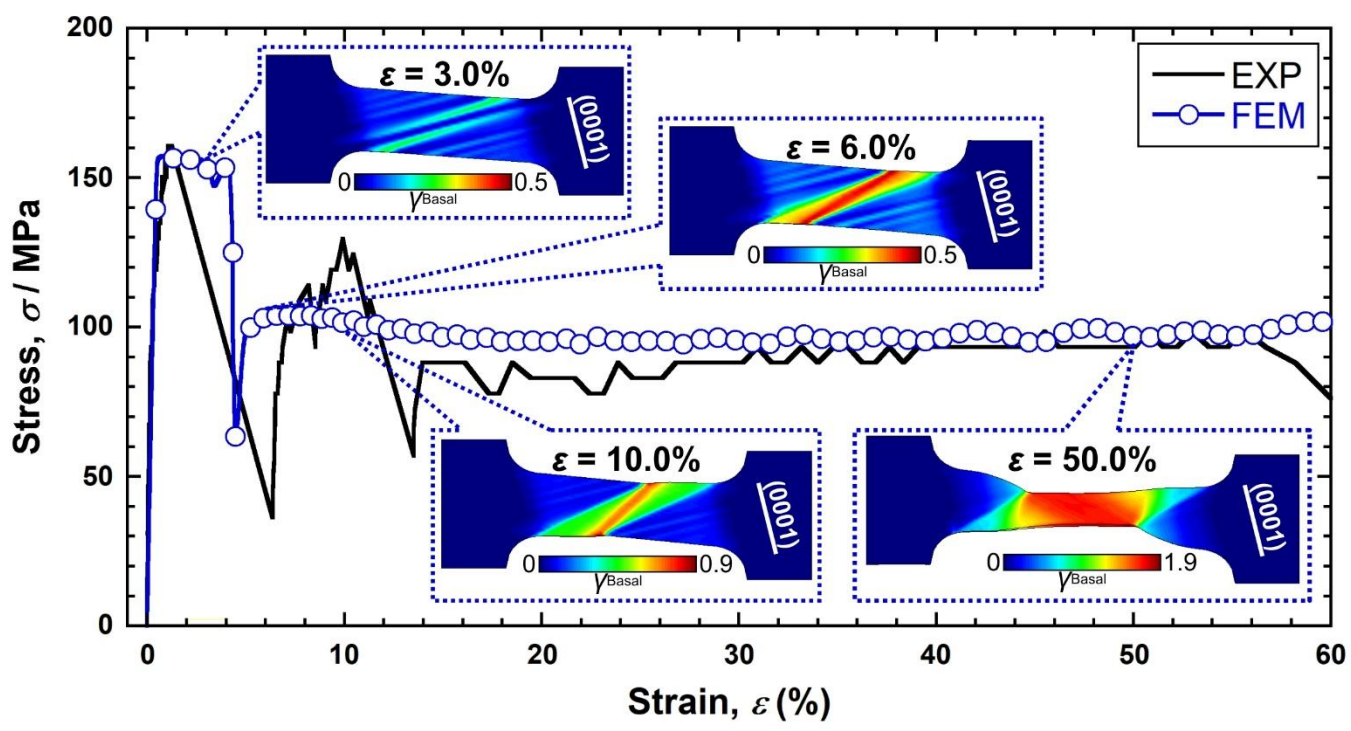 200
EXP
FEM
ε = 3.0%
(0001)
0 0.5
γBasal
ε = 6.0%
(0001)
0 0.5
γBasal
150
Stress, σ / MPa
100
50
0
ε = 10.0%
(0001)
0 0.9
γBasal
ε = 50.0%
(0001)
0 1.9
γBasal
0 10 20 30 40 50 60
Strain, ε (%)